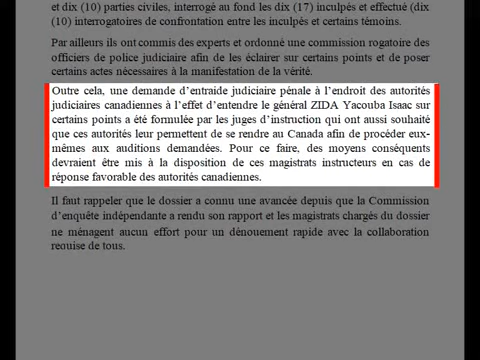 et dix (10) parties civiles, interrogé au fond les dix (17) inculpés et effectué (dix
(10) interrogatoires de confrontation entre les inculpés et certains témoins.
Par ailleurs ils ont commis des experts et ordonné une commission rogatoire des
officiers de police judiciaire afin de les éclairer sur certains points et de poser
certains actes nécessaires à la manifestation de la vérité.
Outre cela, une demande d'entraide judiciaire pénale à l'endroit des autorités
judiciaires canadiennes à l'effet d'entendre le général ZIDA Yacouba Isaac sur
certains points a été formulée par les juges d'instruction qui ont aussi souhaité
que ces autorités leur permettent de se rendre au Canada afin de procéder eux-
mêmes aux auditions demandées. Pour ce faire, des moyens conséquents
devraient être mis à la disposition de ces magistrats instructeurs en cas de
réponse favorable des autorités canadiennes.
Il faut rappeler que le dossier a connu une avancée depuis que la Commission
d'enquête indépendante a rendu son rapport et les magistrats chargés du dossier
ne ménagent aucun effort pour un dénouement rapide avec la collaboration
reouise de tous.